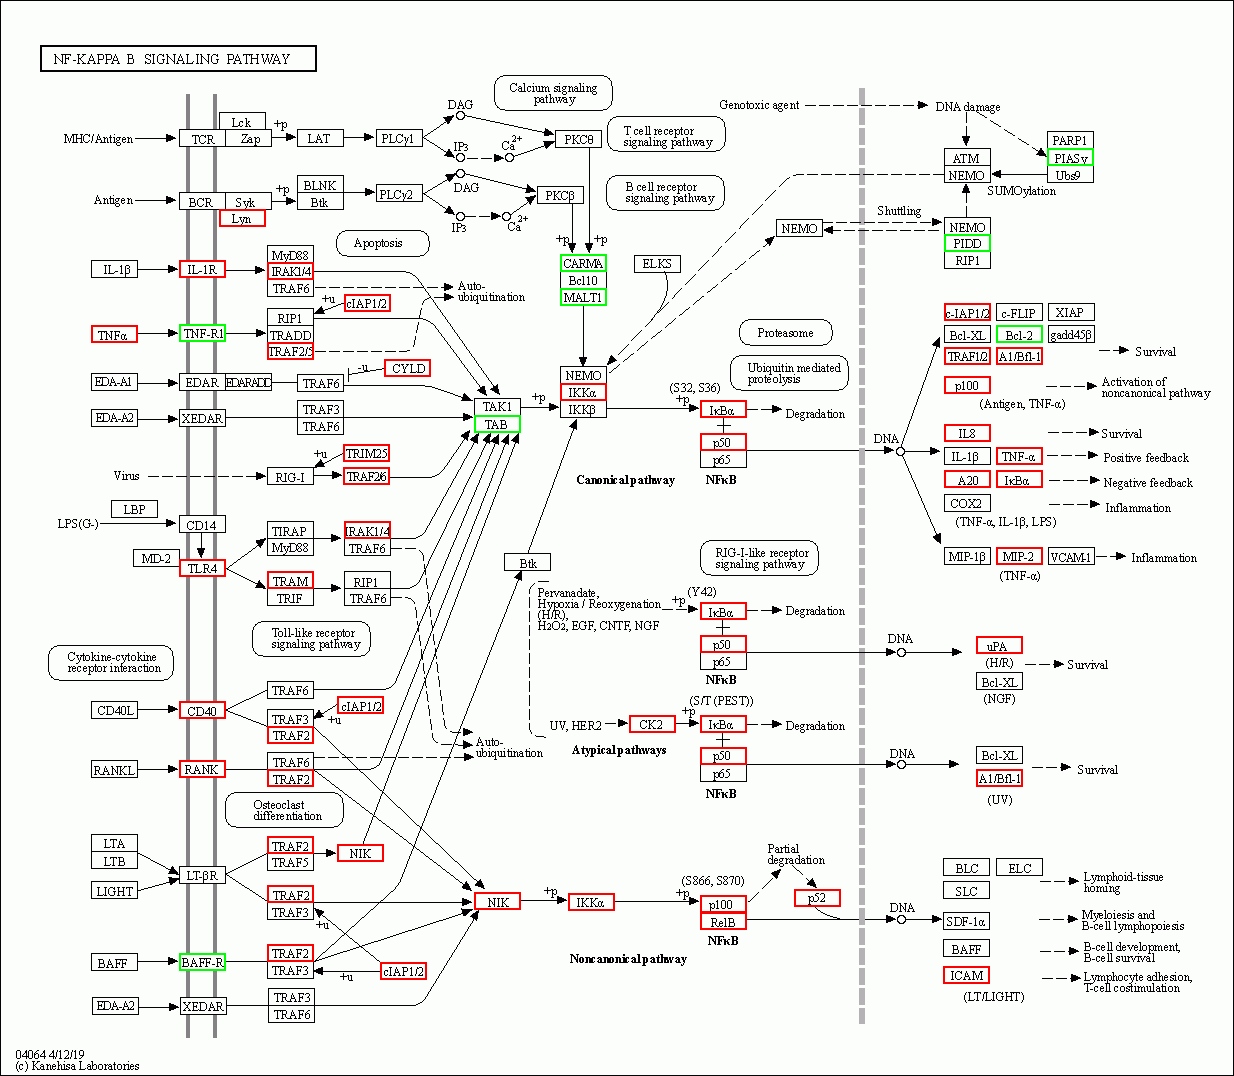 NF-KAPPA B SIGNALING PATHWAY
Calcium signaling
pathway
Genotoxic agent
DNA damage
MHC/Antigen
TCR
Lck
Zap
+p
LAT
PLCγ1
DAG
IP3
Ca2+
PKCθ
T cell receptor
signaling pathway
ATM
NEMO
PARP1
PIASy
Ubs9
SUMOylation
Antigen
BCR
Syk
Lyn
+p
BLNK
Btk
PLCγ2
DAG
IP3
Ca2+
PKCβ
B cell receptor
signaling pathway
NEMO
Shuttling
NEMO
PIDD
RIP1
Apoptosis
+p
+p
CARMA
Bcl10
MALT1
ELKS
IL-1β
IL-1R
MyD88
IRAK1/4
TRAF6
Auto-
ubiquitination
+u
cIAP1/2
TNFα
TNF-R1
RIP1
TRADD
TRAF2/5
Proteasome
Ubiquitin mediated
proteolysis
c-IAP1/2
c-FLIP
XIAP
Bcl-XL
Bcl-2
gadd45β
TRAF1/2
A1/Bfl-1
Survival
EDA-A1
EDAR
EDARADD
TRAF6
-u
CYLD
NEMO
IKKα
IKKβ
TAK1
TAB
+p
(S32, S36)
+p
IκBα
Degradation
p50
p65
NFκB
Canonical pathway
p100
Activation of
noncanonical pathway
(Antigen, TNF-α)
EDA-A2
XEDAR
TRAF3
TRAF6
DNA
IL8
Survival
IL-1β
TNF-α
Positive feedback
A20
IκBα
Negative feedback
COX2
Inflammation
(TNF-α, IL-1β, LPS)
Virus
RIG-I
+u
TRIM25
TRAF2/6
LBP
LPS(G-)
CD14
MD-2
TLR4
TIRAP
MyD88
IRAK1/4
TRAF6
TRAM
TRIF
RIP1
TRAF6
Btk
RIG-I-like receptor
signaling pathway
MIP-1β
MIP-2
VCAM-1
Inflammation
(TNF-α)
Pervanadate,
Hypoxia / Reoxygenation
(H/R),
H2O2, EGF, CNTF, NGF
+p
(Y42)
IκBα
Degradation
p50
p65
NFκB
DNA
uPA
(H/R)
Bcl-XL
(NGF)
Survival
Toll-like receptor
signaling pathway
Cytokine-cytokine
receptor interaction
CD40L
CD40
TRAF6
TRAF3
TRAF2
cIAP1/2
+u
Auto-
ubiquitination
UV, HER2
CK2
+p
(S/T (PEST))
IκBα
Degradation
Atypical pathways
p50
p65
NFκB
DNA
Bcl-XL
A1/Bfl-1
(UV)
Survival
RANKL
RANK
TRAF6
TRAF2
Osteoclast
differentiation
LTA
LTB
LIGHT
LT-βR
TRAF2
TRAF5
NIK
TRAF2
TRAF3
+u
NIK
+p
IKKα
+p
(S866, S870)
p100
RelB
NFκB
Partial
degradation
p52
DNA
Noncanonical pathway
BLC
ELC
SLC
Lymphoid-tissue
homing
SDF-1α
Myeloiesis and
B-cell lymphopoiesis
BAFF
B-cell development,
B-cell survival
ICAM
Lymphocyte adhesion,
T-cell costimulation
(LT/LIGHT)
BAFF
BAFF-R
TRAF2
TRAF3
+u
cIAP1/2
EDA-A2
XEDAR
TRAF3
TRAF6
04064 4/12/19
(c) Kanehisa Laboratories